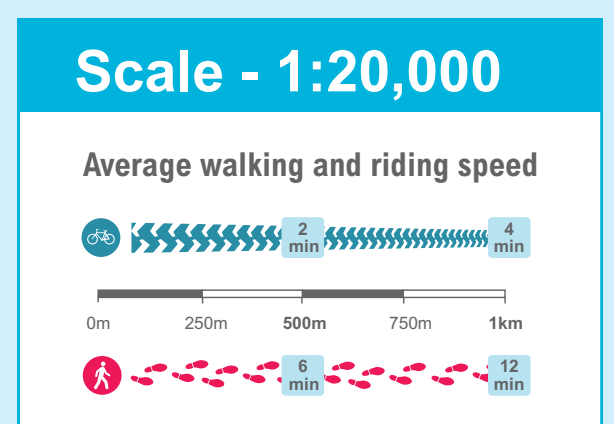 Scale - 1:20,000
Average walking and riding speed
2
min
4
min
0m 250m 500m 750m 1km
6
min
12
min